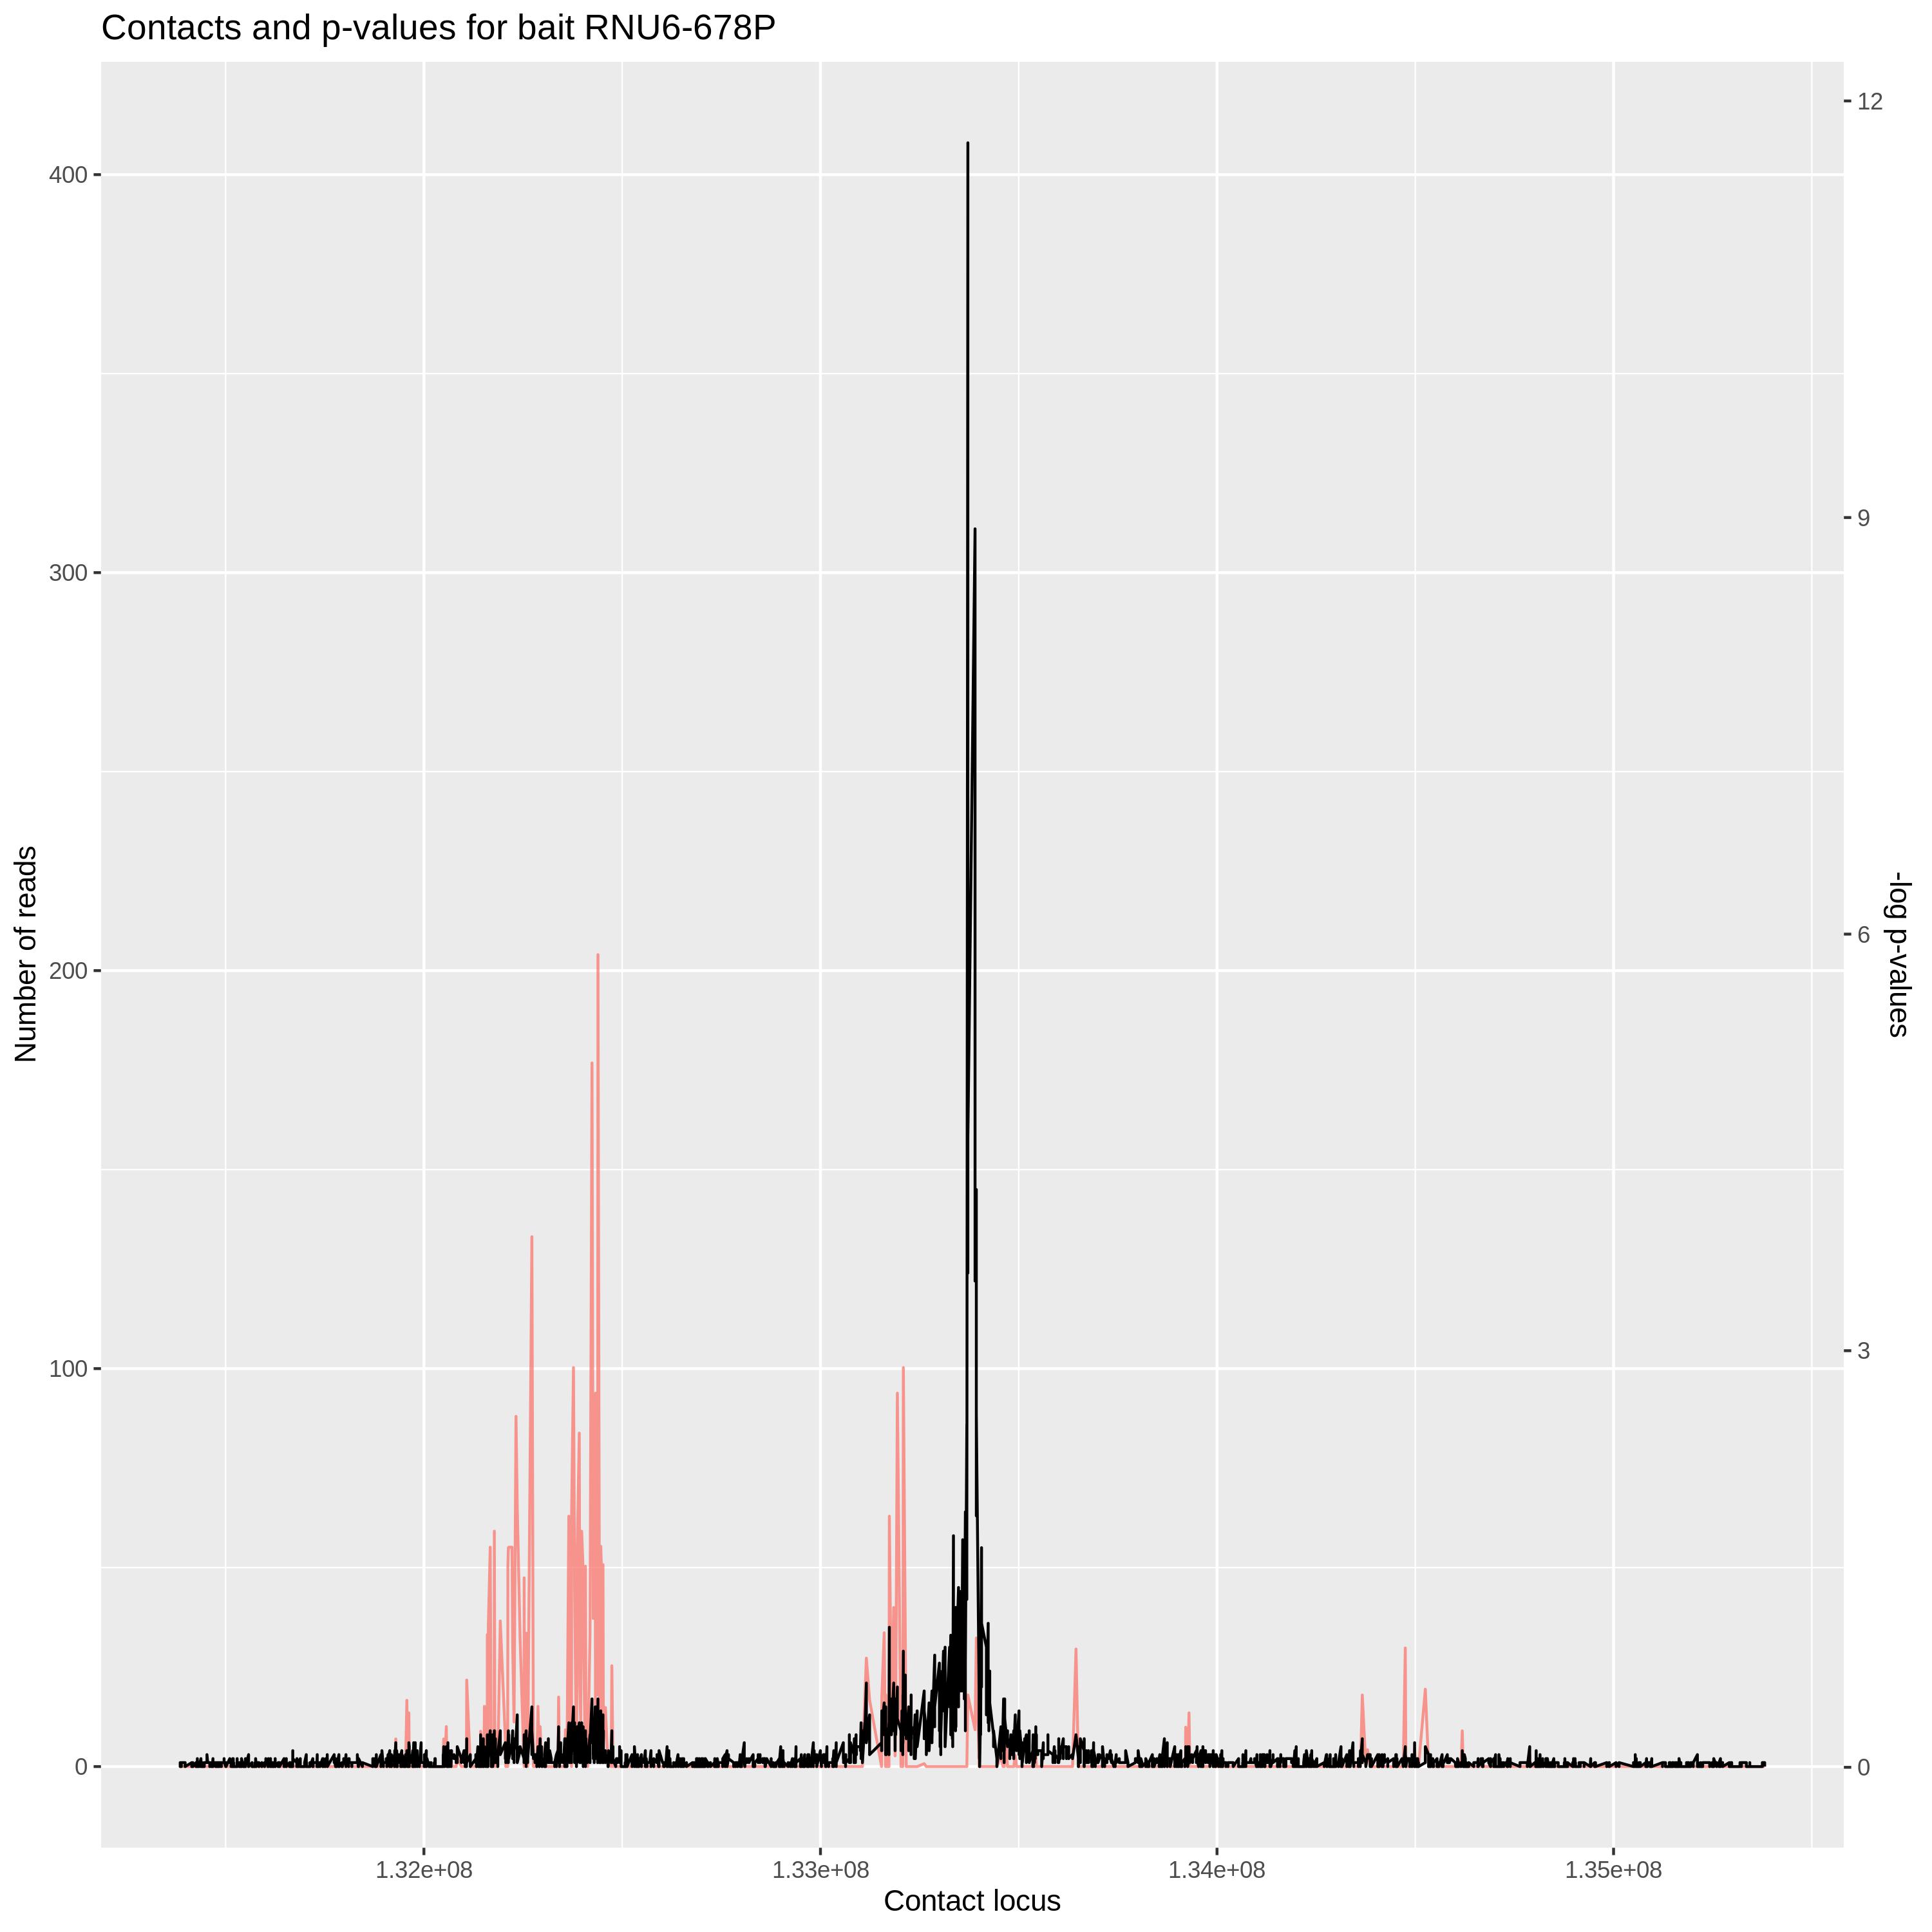 Contacts and p-values for bait RNU6-678P
12
400
9
300
6
200
3
100
0
0
Number of reads
-log p-values
1.32e+08
1.33e+08
1.34e+08
1.35e+08
Contact locus